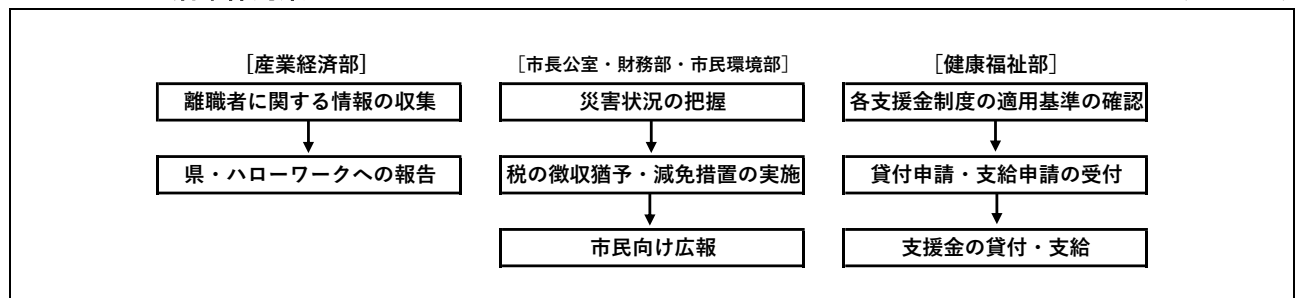 ［産業経済部］
離職者に関する情報の収集
県・ハローワークへの報告
［市長公室・財務部・市民環境部］
災害状況の把握
税の徴収猶予・減免措置の実施
市民向け広報
［健康福祉部］
各支援金制度の適用基準の確認
貸付申請・支給申請の受付
支援金の貸付・支給